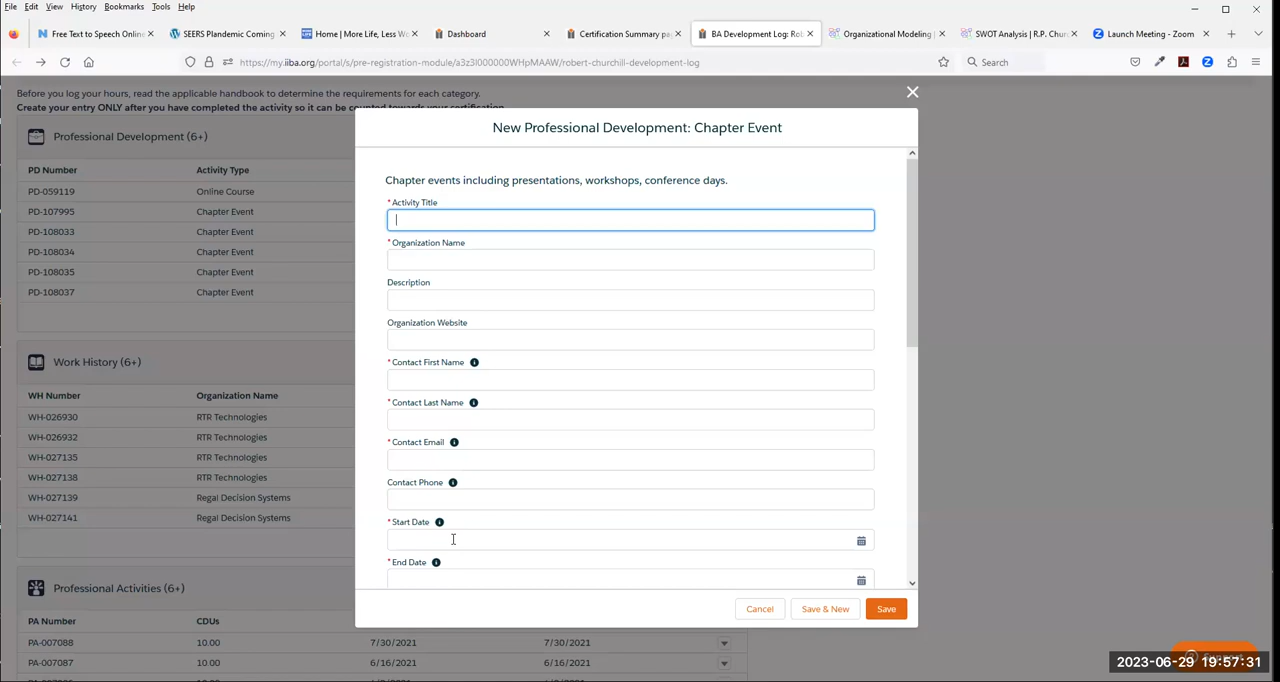 File Edit View History Bookmarks Tools Help
Free Text to Speech Online
SEERS Plandemic Coming
Home | More Life, Less Wo
Dashboard
Certification Summary pa
BA Development Log: Rob
Organizational Modeling |
SWOT Analysis | R.P. Chur
Launch Meeting - Zoom
https://my.iiba.org/portal/s/pre-registration-module/a3z3l000000WHpMAAW/robert-churchill-development-log
Search
Before you log your hours, read the applicable handbook to determine the requirements for each category.
Create your entry ONLY after you have completed the activity so it can be counted towards your certification.
Professional Development (6+)
PD Number Activity Type
PD-059119 Online Course
PD-107995 Chapter Event
PD-108033 Chapter Event
PD-108034 Chapter Event
PD-108035 Chapter Event
PD-108037 Chapter Event
Work History (6+)
WH Number Organization Name
WH-026930 RTR Technologies
WH-026932 RTR Technologies
WH-027135 RTR Technologies
WH-027138 RTR Technologies
WH-027139 Regal Decision Systems
WH-027141 Regal Decision Systems
Professional Activities (6+)
PA Number CDUs
PA-007088 10.00 7/30/2021 7/30/2021
PA-007087 10.00 6/16/2021 6/16/2021
New Professional Development: Chapter Event
Chapter events including presentations, workshops, conference days.
* Activity Title
* Organization Name
Description
Organization Website
* Contact First Name
* Contact Last Name
* Contact Email
Contact Phone
* Start Date
* End Date
Cancel
Save & New
Save
2023-06-29 19:57:31